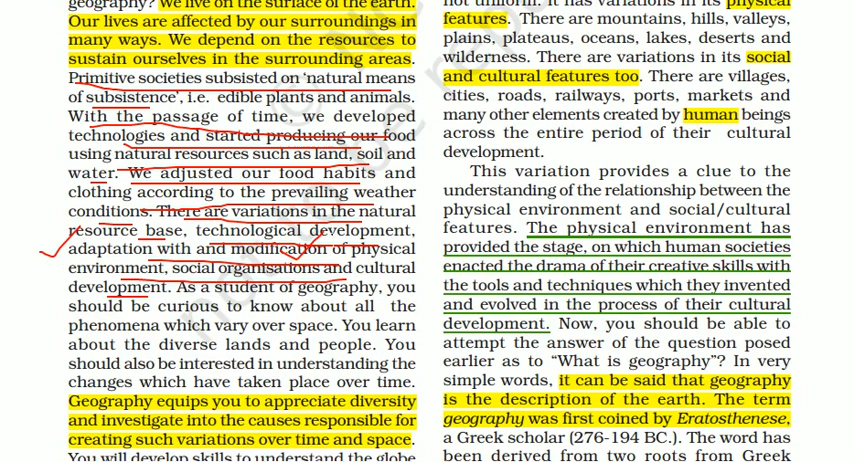 geography? We live on the surface of the earth.
Our lives are affected by our surroundings in
many ways. We depend on the resources to
sustain ourselves in the surrounding areas.
Primitive societies subsisted on ‘natural means
of subsistence’, i.e. edible plants and animals.
With the passage of time, we developed
technologies and started producing our food
using natural resources such as land, soil and
water. We adjusted our food habits and
clothing according to the prevailing weather
conditions. There are variations in the natural
resource base, technological development,
adaptation with and modification of physical
environment, social organisations and cultural
development. As a student of geography, you
should be curious to know about all the
phenomena which vary over space. You learn
about the diverse lands and people. You
should also be interested in understanding the
changes which have taken place over time.
Geography equips you to appreciate diversity
and investigate into the causes responsible for
creating such variations over time and space.
You will develop skills to understand the globe
not uniform. It has variations in its physical
features. There are mountains, hills, valleys,
plains, plateaus, oceans, lakes, deserts and
wilderness. There are variations in its social
and cultural features too. There are villages,
cities, roads, railways, ports, markets and
many other elements created by human beings
across the entire period of their cultural
development.
This variation provides a clue to the
understanding of the relationship between the
physical environment and social/cultural
features. The physical environment has
provided the stage, on which human societies
enacted the drama of their creative skills with
the tools and techniques which they invented
and evolved in the process of their cultural
development. Now, you should be able to
attempt the answer of the question posed
earlier as to “What is geography”? In very
simple words, it can be said that geography
is the description of the earth. The term
geography was first coined by Eratosthenese,
a Greek scholar (276-194 BC.). The word has
been derived from two roots from Greek